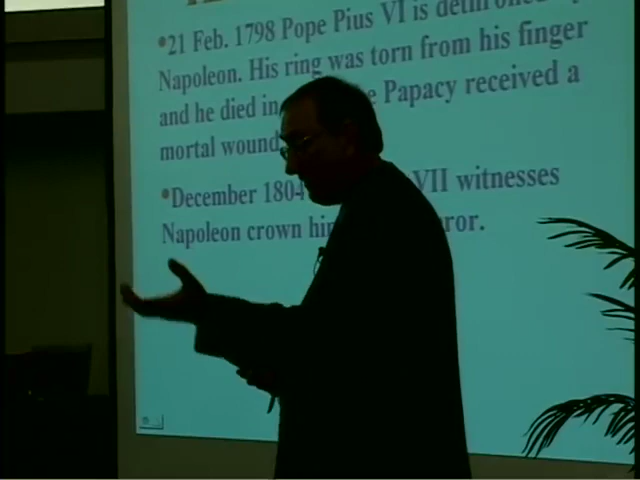 •21 Feb. 1798 Pope Pius VI is
Napoleon. His ring was torn from his finger
and he died in Papacy received a
mortal wound
•December 1804 VII witnesses
Napoleon crown